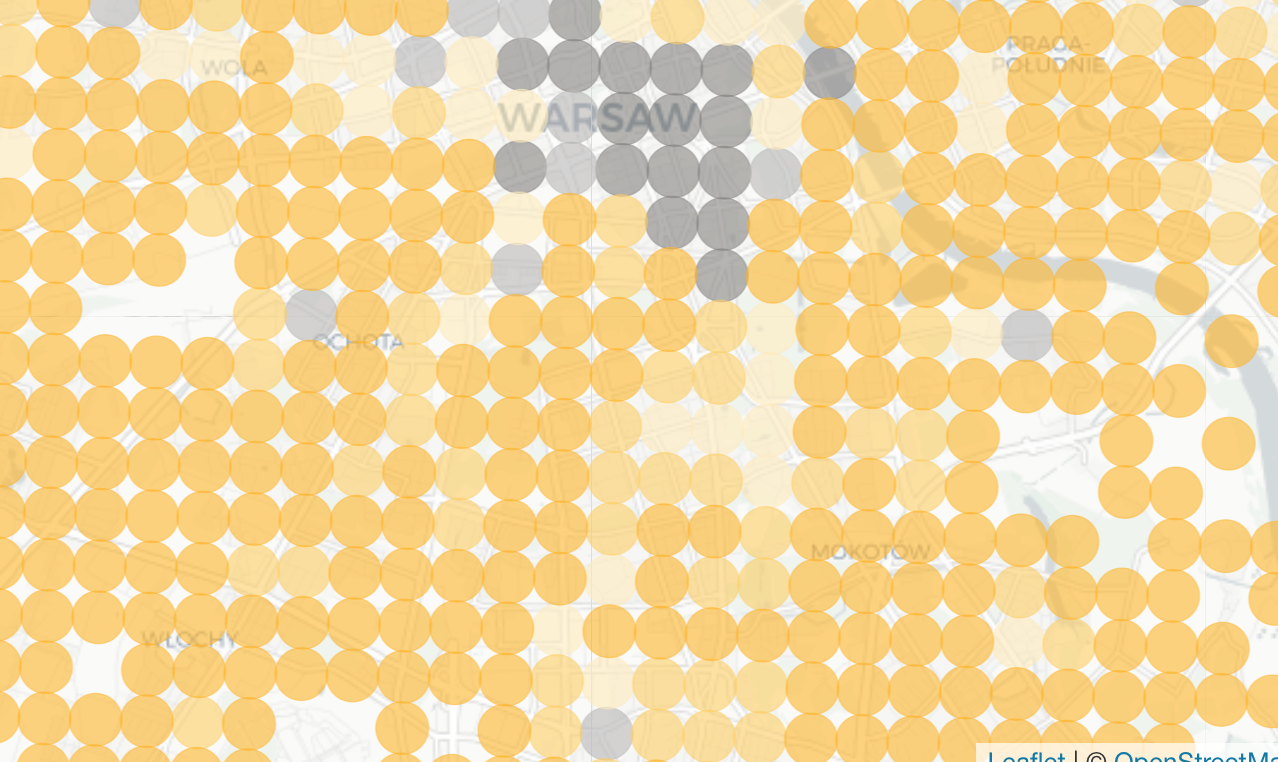 PRAGA-
POŁUDNIE
WOLA
WARSAW
OCHOTA
MOKOTÓW
WŁOCHY
Leaflet | © OpenStreetMa